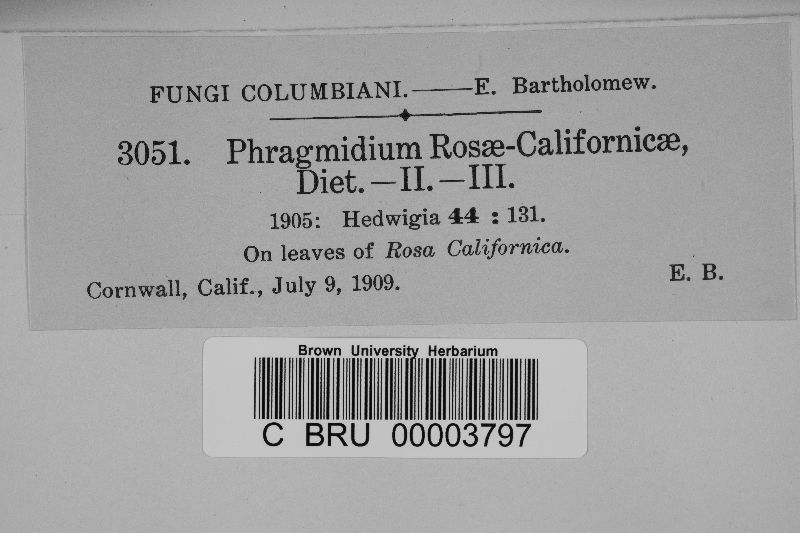 FUNGI COLUMBIANI.——E. Bartholomew.
3051. Phragmidium Rosæ-Californicæ,
Diet.—II.—III.
1905: Hedwigia 44 : 131.
On leaves of Rosa Californica.
Cornwall, Calif., July 9, 1909. E. B.
Brown University Herbarium
C BRU 00003797